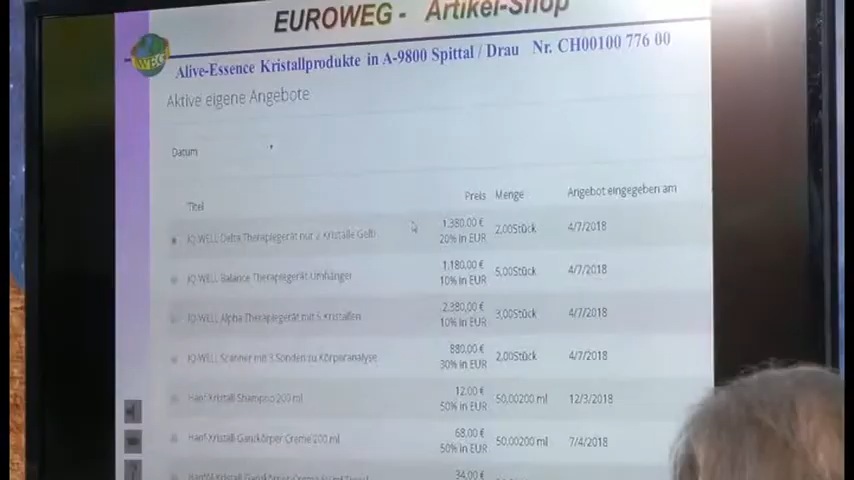 EUROWEG - Artikel-Shop
WEG
Alive-Essence Kristallprodukte in A-9800 Spittal / Drau Nr. CH00100 776 00
Aktive eigene Angebote
Datum
Titel Preis Menge Angebot eingegeben am
IQ WELL Delta Therapiegerät nur 2 Kristalle Gelb 1.380,00 € 2,00Stück 4/7/2018
20% in EUR
IQ WELL Balance Therapiegerät Umhänger 1.180,00 € 5,00Stück 4/7/2018
10% in EUR
IQ WELL Alpha Therapiegerät mit 5 Kristallen 2.380,00 € 3,00Stück 4/7/2018
10% in EUR
IQ WELL Scanner mit 3 Sonden zu Körperanalyse 880,00 € 2,00Stück 4/7/2018
30% in EUR
Hanf Kristall Shampoo 200 ml 12,00 € 50,00200 ml 12/3/2018
50% in EUR
Hanf Kristall Ganzkörper Creme 200 ml 68,00 € 50,00200 ml 7/4/2018
50% in EUR
34,00 €